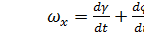 ωₓ = dγ/dt + d